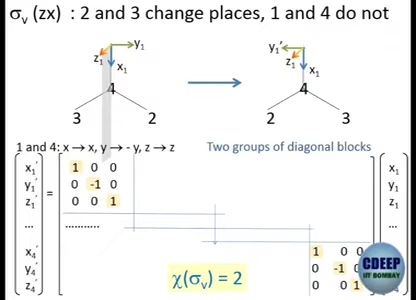 σv (zx) : 2 and 3 change places, 1 and 4 do not
z1 y1 x1
y1' z1 x1
4 4
3 2 2 3
1 and 4: x → x, y → - y, z → z Two groups of diagonal blocks
x1' 1 0 0 x1
y1' = 0 -1 0 y1
z1' 0 0 1 z1
... ........... ...
x4' 1 0 0 x4
y4' 0 -1 0
z4' 0 0 1 z4
χ(σv) = 2
CDEEP
IIT BOMBAY